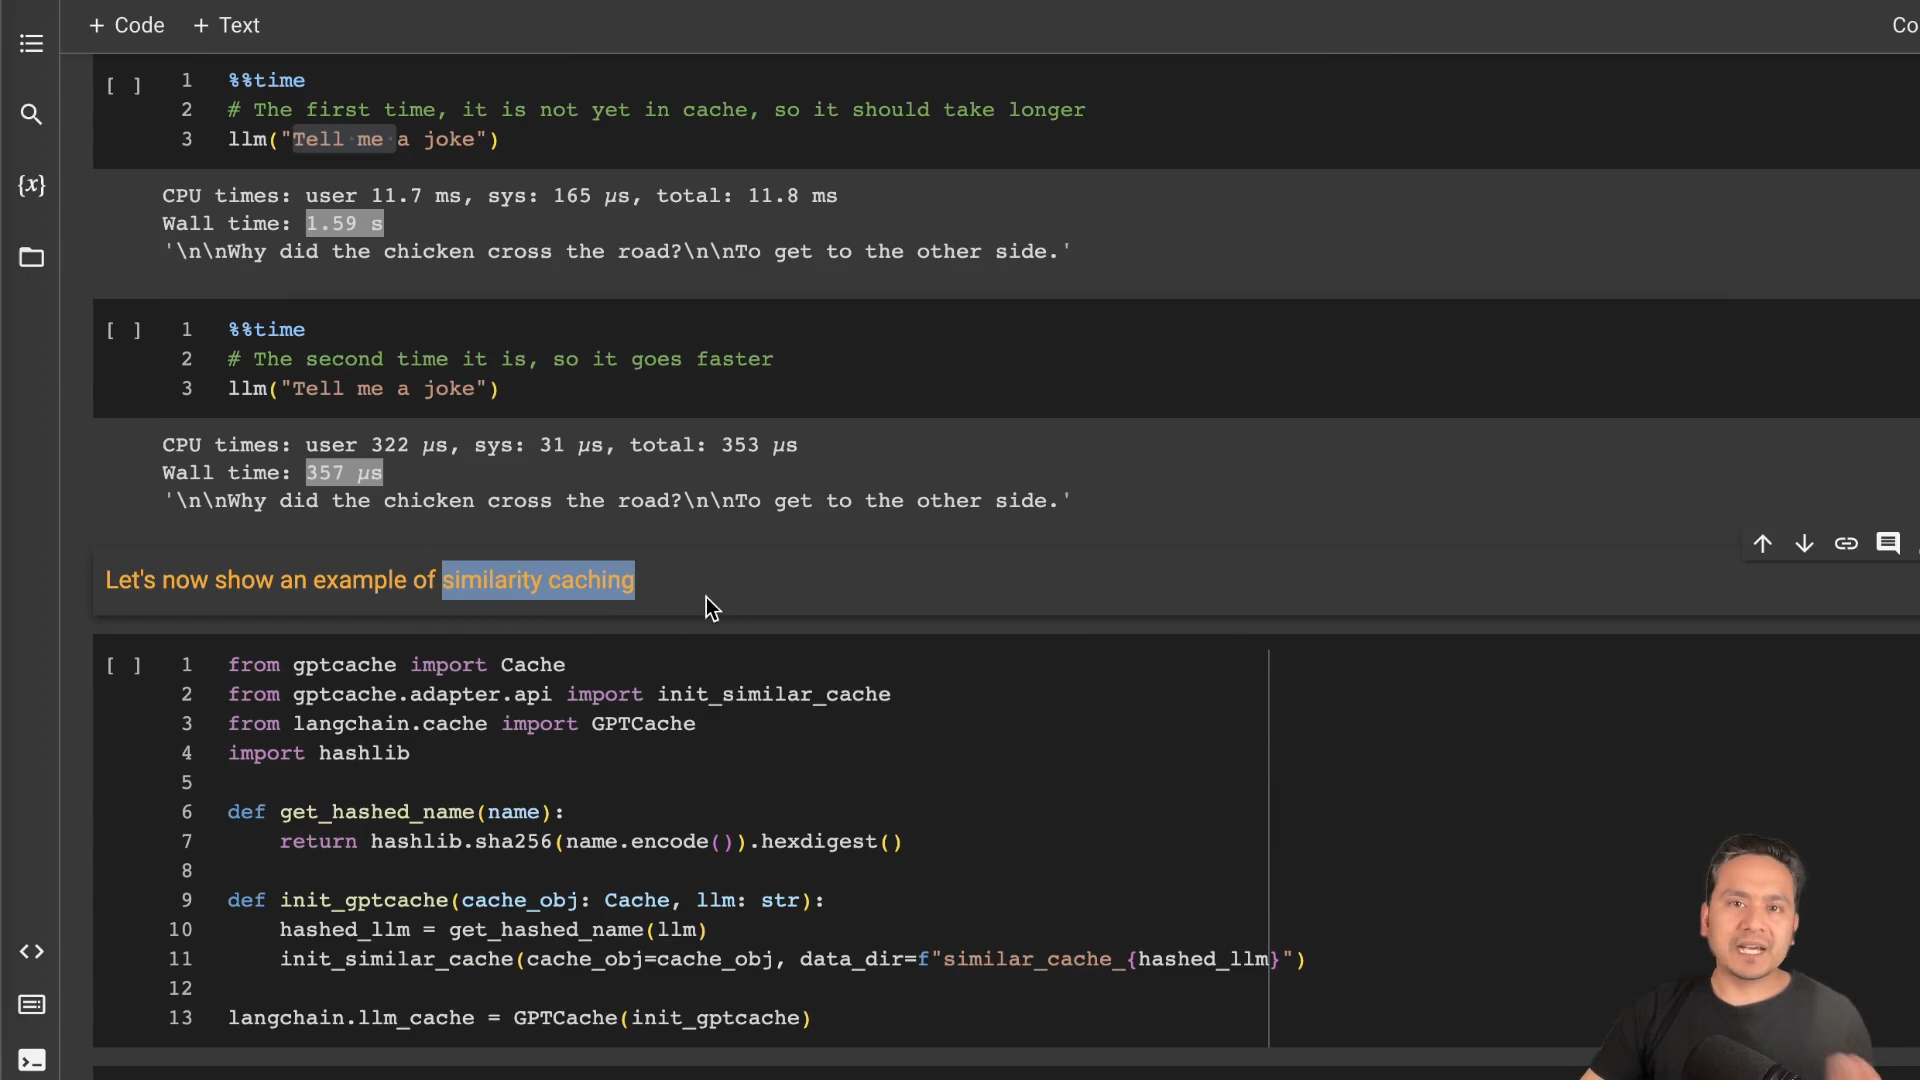 + Code + Text
Co
[ ] 1 %%time
2 # The first time, it is not yet in cache, so it should take longer
3 llm("Tell me a joke")
CPU times: user 11.7 ms, sys: 165 µs, total: 11.8 ms
Wall time: 1.59 s
'\n\nWhy did the chicken cross the road?\n\nTo get to the other side.'
[ ] 1 %%time
2 # The second time it is, so it goes faster
3 llm("Tell me a joke")
CPU times: user 322 µs, sys: 31 µs, total: 353 µs
Wall time: 357 µs
'\n\nWhy did the chicken cross the road?\n\nTo get to the other side.'
Let's now show an example of similarity caching
[ ] 1 from gptcache import Cache
2 from gptcache.adapter.api import init_similar_cache
3 from langchain.cache import GPTCache
4 import hashlib
5
6 def get_hashed_name(name):
7 return hashlib.sha256(name.encode()).hexdigest()
8
9 def init_gptcache(cache_obj: Cache, llm: str):
10 hashed_llm = get_hashed_name(llm)
11 init_similar_cache(cache_obj=cache_obj, data_dir=f"similar_cache_{hashed_llm}")
12
13 langchain.llm_cache = GPTCache(init_gptcache)